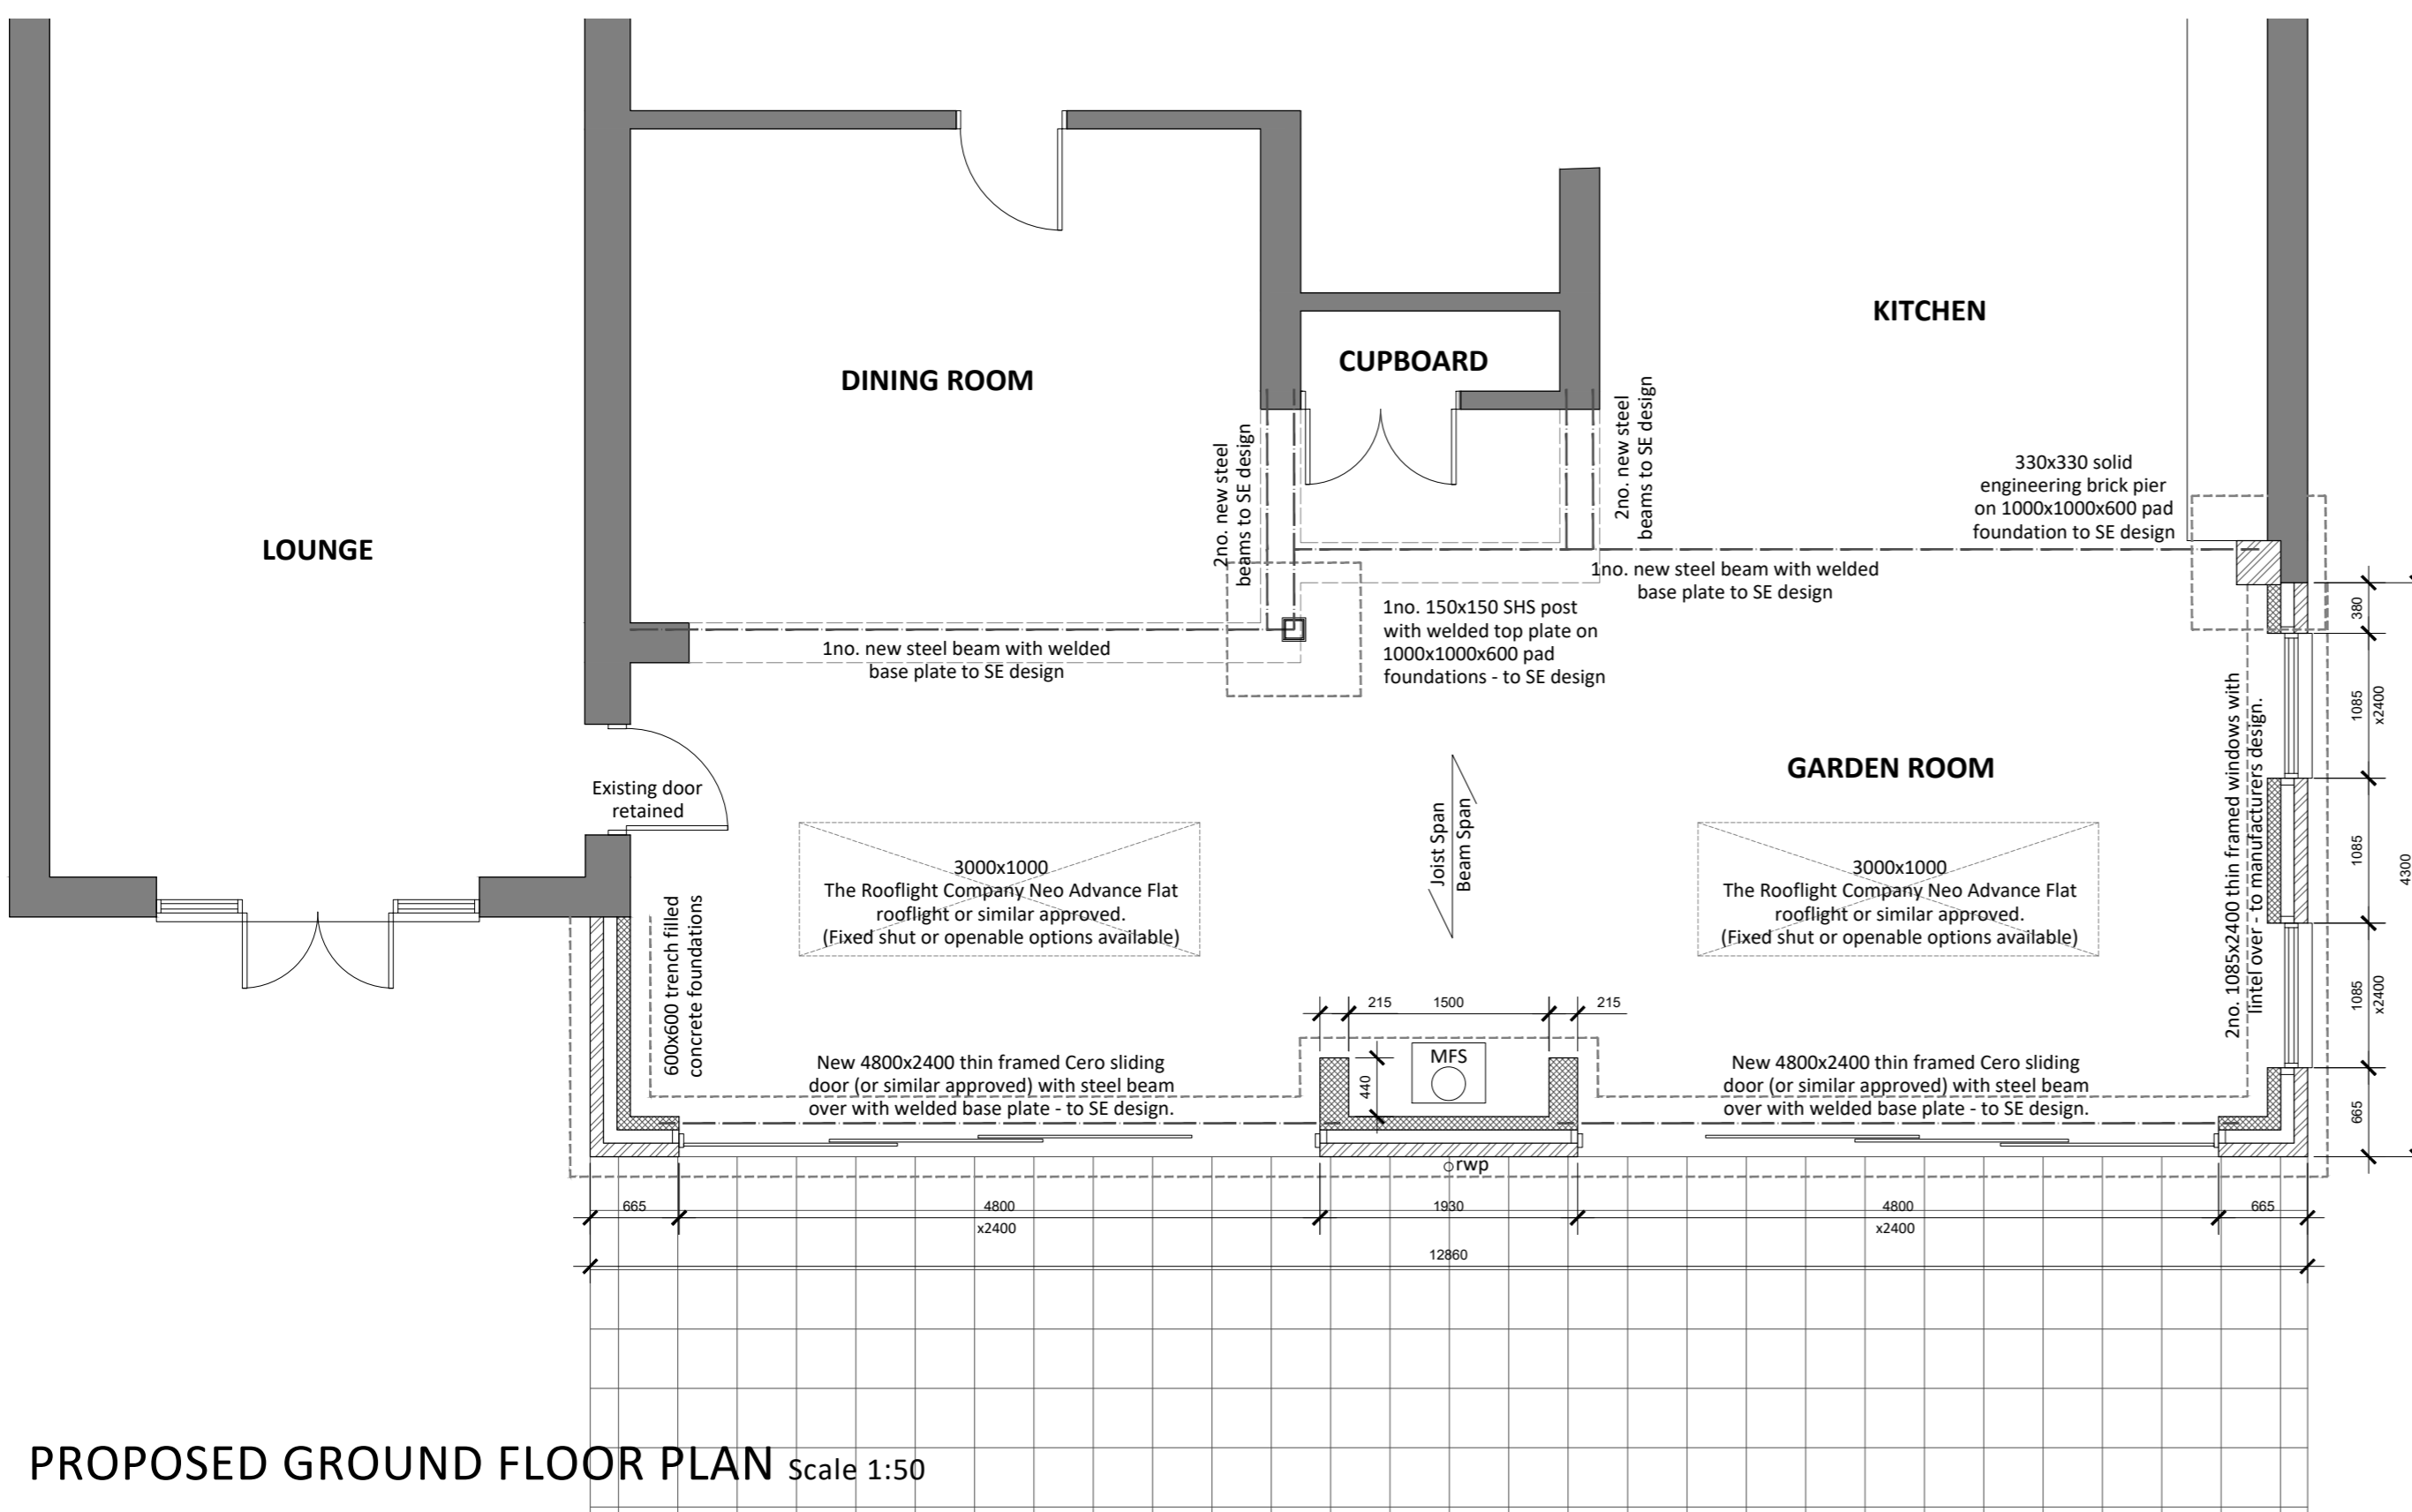 KITCHEN
CUPBOARD
DINING ROOM
2no. new steel
beams to SE design
2no. new steel
beams to SE design
330x330 solid
engineering brick pier
on 1000x1000x600 pad
foundation to SE design
LOUNGE
1no. new steel beam with welded
base plate to SE design
1no. 150x150 SHS post
with welded top plate on
1000x1000x600 pad
foundations - to SE design
1no. new steel beam with welded
base plate to SE design
380
1085
x2400
1085
1085
x2400
665
4300
2no. 1085x2400 thin framed windows with
lintel over - to manufacturers design.
GARDEN ROOM
Existing door
retained
Joist Span
Beam Span
3000x1000
The Rooflight Company Neo Advance Flat
rooflight or similar approved.
(Fixed shut or openable options available)
3000x1000
The Rooflight Company Neo Advance Flat
rooflight or similar approved.
(Fixed shut or openable options available)
600x600 trench filled
concrete foundations
215
1500
215
MFS
440
New 4800x2400 thin framed Cero sliding
door (or similar approved) with steel beam
over with welded base plate - to SE design.
New 4800x2400 thin framed Cero sliding
door (or similar approved) with steel beam
over with welded base plate - to SE design.
rwp
665
4800
x2400
1930
4800
x2400
665
12860
PROPOSED GROUND FLOOR PLAN Scale 1:50